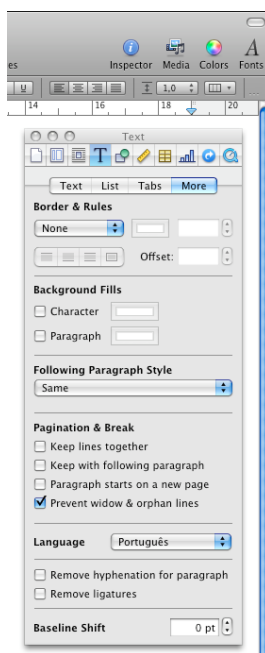 es Inspector Media Colors Fonts
U 1,0
14 16 18 20
Text
T
Text List Tabs More
Border & Rules
None
Offset:
Background Fills
Character
Paragraph
Following Paragraph Style
Same
Pagination & Break
Keep lines together
Keep with following paragraph
Paragraph starts on a new page
Prevent widow & orphan lines
Language Português
Remove hyphenation for paragraph
Remove ligatures
Baseline Shift 0 pt